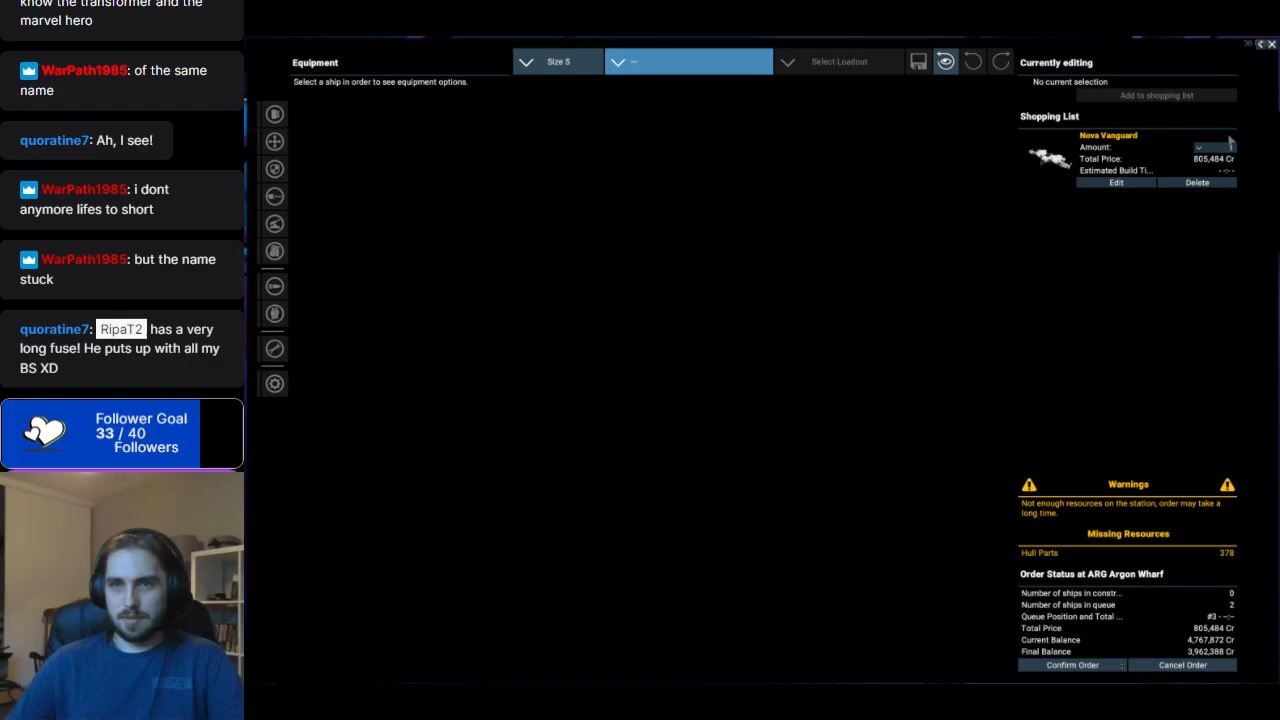 know the transformer and the
marvel hero
WarPath1985: of the same
name
quoratine7: Ah, I see!
WarPath1985: i dont
anymore lifes to short
WarPath1985: but the name
stuck
quoratine7: RipaT2 has a very
long fuse! He puts up with all my
BS XD
Follower Goal
33 / 40
Followers
Equipment
Select a ship in order to see equipment options.
Size S
--
Select Loadout
36
Currently editing
No current selection
Add to shopping list
Shopping List
Nova Vanguard
Amount: 1
Total Price: 805,484 Cr
Estimated Build Ti... --:--
Edit Delete
Warnings
Not enough resources on the station, order may take a
long time.
Missing Resources
Hull Parts 378
Order Status at ARG Argon Wharf
Number of ships in constr... 0
Number of ships in queue 2
Queue Position and Total ... #3 - --:--
Total Price 805,484 Cr
Current Balance 4,767,872 Cr
Final Balance 3,962,388 Cr
Confirm Order Cancel Order